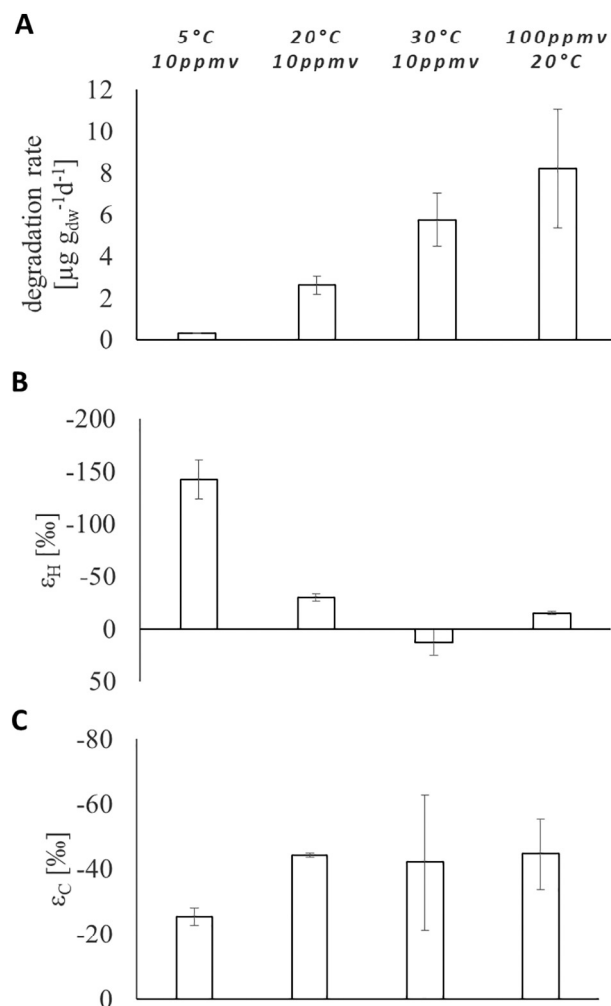 A
5°C 20°C 30°C 100ppmv
10ppmv 10ppmv 10ppmv 20°C
degradation rate
[µg g_dw⁻¹d⁻¹]
12
10
8
6
4
2
0
B
εH [‰]
-200
-150
-100
-50
0
50
C
εC [‰]
-80
-60
-40
-20
0